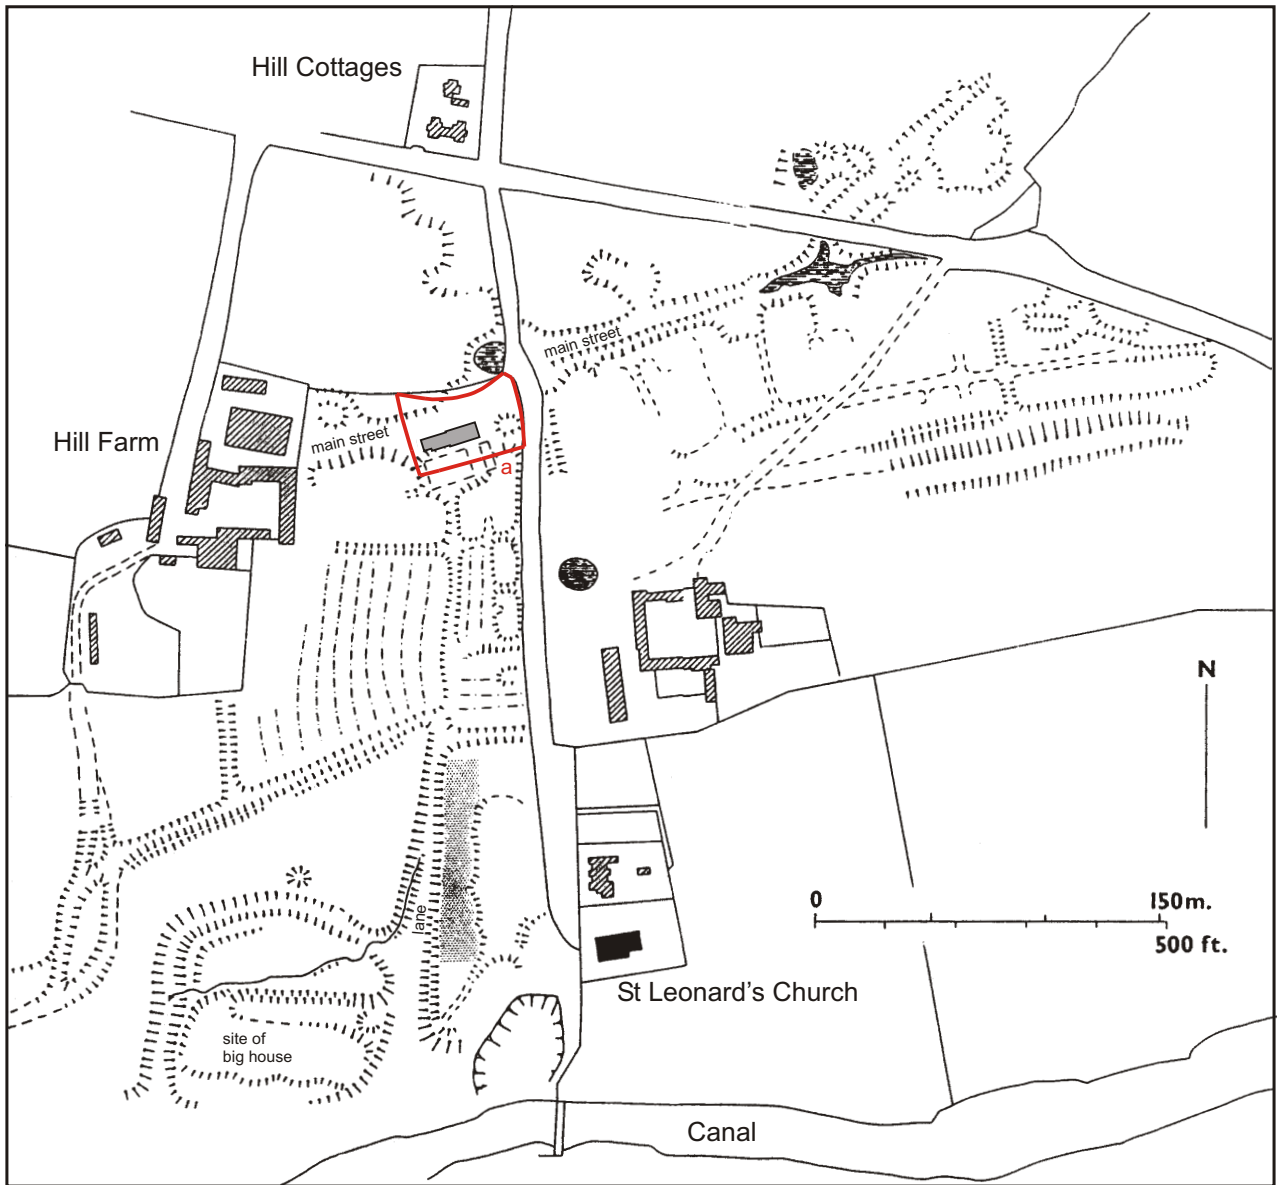 Hill Cottages
main street
Hill Farm
main street
a
N
0
150m.
500 ft.
lane
St Leonard's Church
site of
big house
Canal